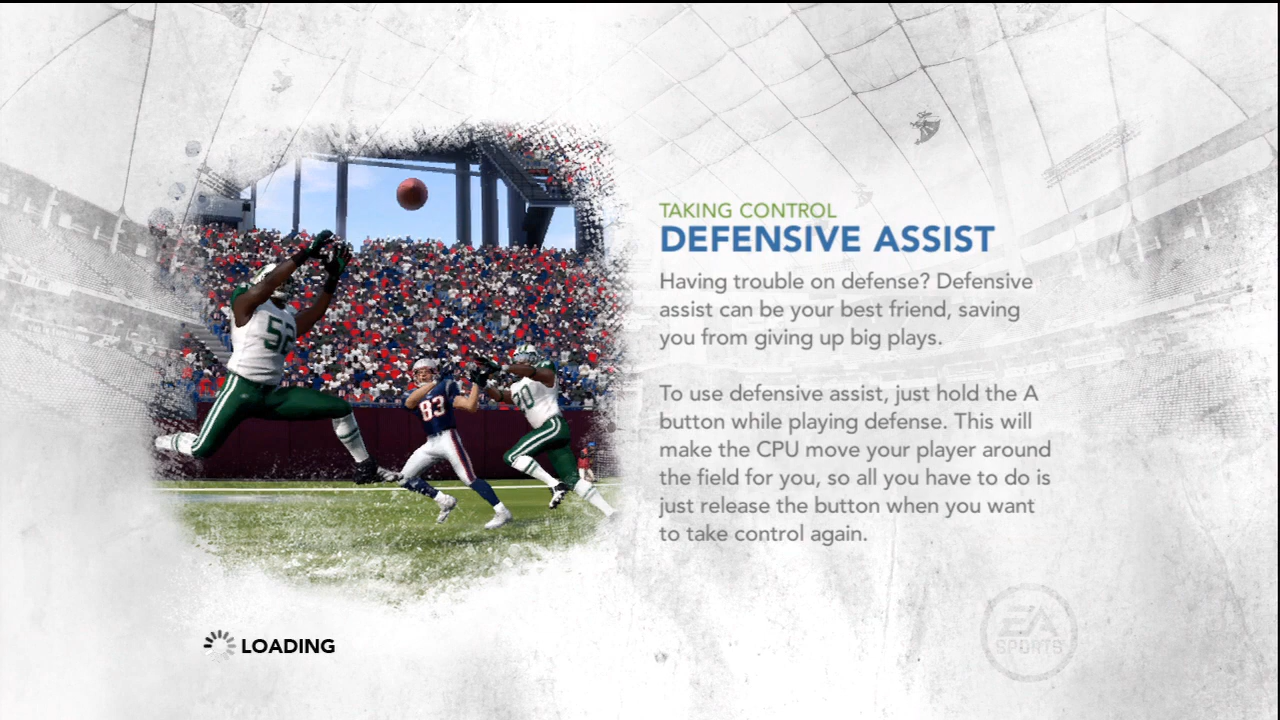 TAKING CONTROL
DEFENSIVE ASSIST
Having trouble on defense? Defensive
assist can be your best friend, saving
you from giving up big plays.
To use defensive assist, just hold the A
button while playing defense. This will
make the CPU move your player around
the field for you, so all you have to do is
just release the button when you want
to take control again.
52
83
20
LOADING
EA
SPORTS